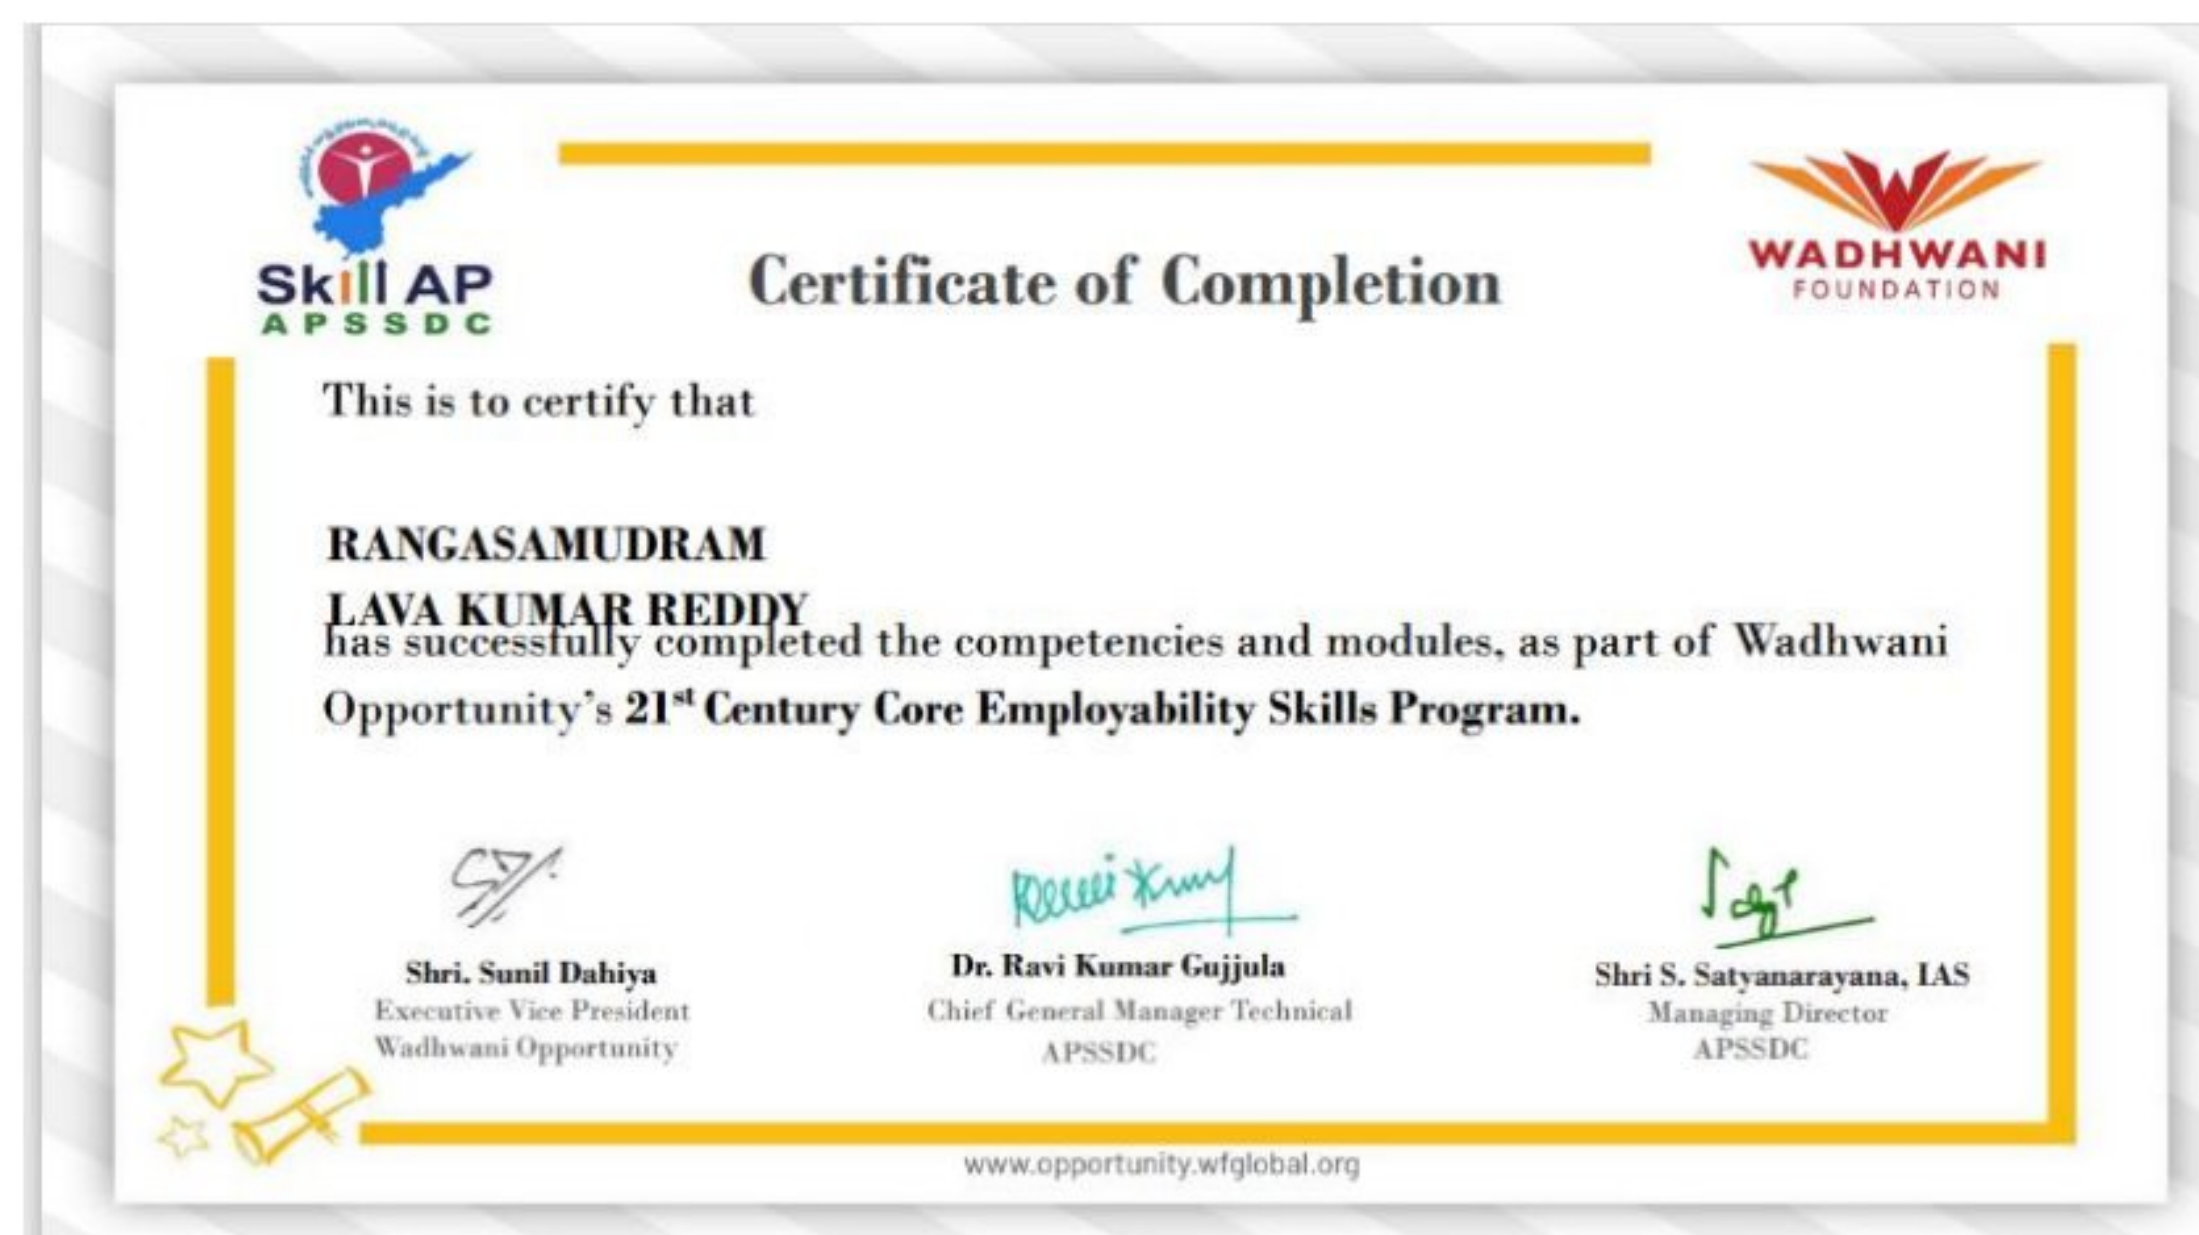 Skill AP
APSSDC
WADHWANI
FOUNDATION
Certificate of Completion
This is to certify that
RANGASAMUDRAM
LAVA KUMAR REDDY
has successfully completed the competencies and modules, as part of Wadhwani
Opportunity's 21st Century Core Employability Skills Program.
Shri. Sunil Dahiya
Executive Vice President
Wadhwani Opportunity
Dr. Ravi Kumar Gujjula
Chief General Manager Technical
APSSDC
Shri S. Satyanarayana, IAS
Managing Director
APSSDC
www.opportunity.wfglobal.org